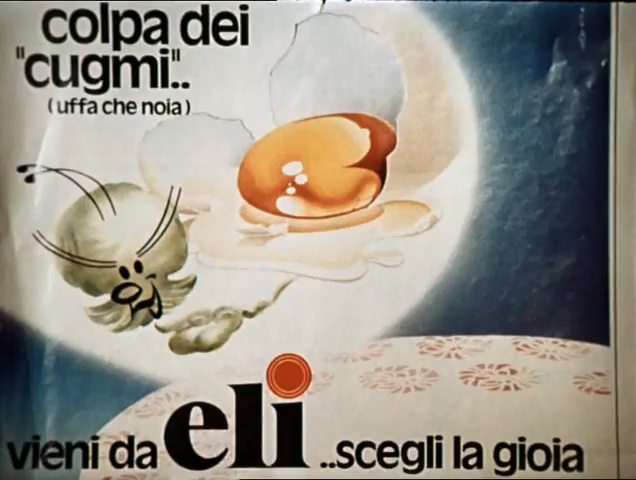 colpa dei
"cugmi"..
(uffa che noia)
vieni da eli ..scegli la gioia